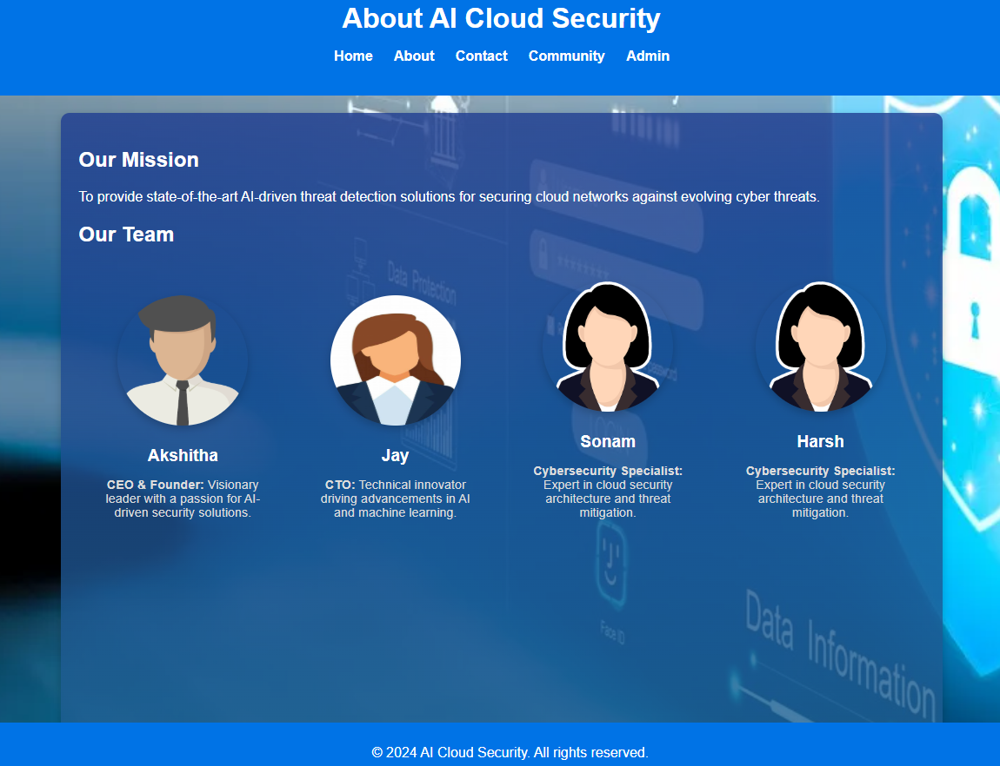 About AI Cloud Security
Home About Contact Community Admin
Our Mission
To provide state-of-the-art AI-driven threat detection solutions for securing cloud networks against evolving cyber threats.
Our Team
Data Protection
Akshitha
CEO & Founder: Visionary
leader with a passion for AI-
driven security solutions.
Jay
CTO: Technical innovator
driving advancements in AI
and machine learning.
Sonam
Cybersecurity Specialist:
Expert in cloud security
architecture and threat
mitigation.
Harsh
Cybersecurity Specialist:
Expert in cloud security
architecture and threat
mitigation.
Face ID
Data Information
© 2024 AI Cloud Security. All rights reserved.